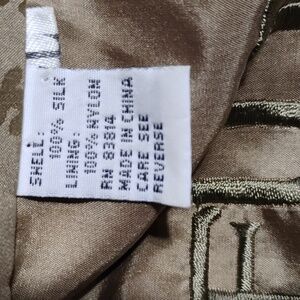 SHELL:
100% SILK
LINING:
100% NYLON
RN 83814
MADE IN CHINA
CARE SEE
REVERSE
M